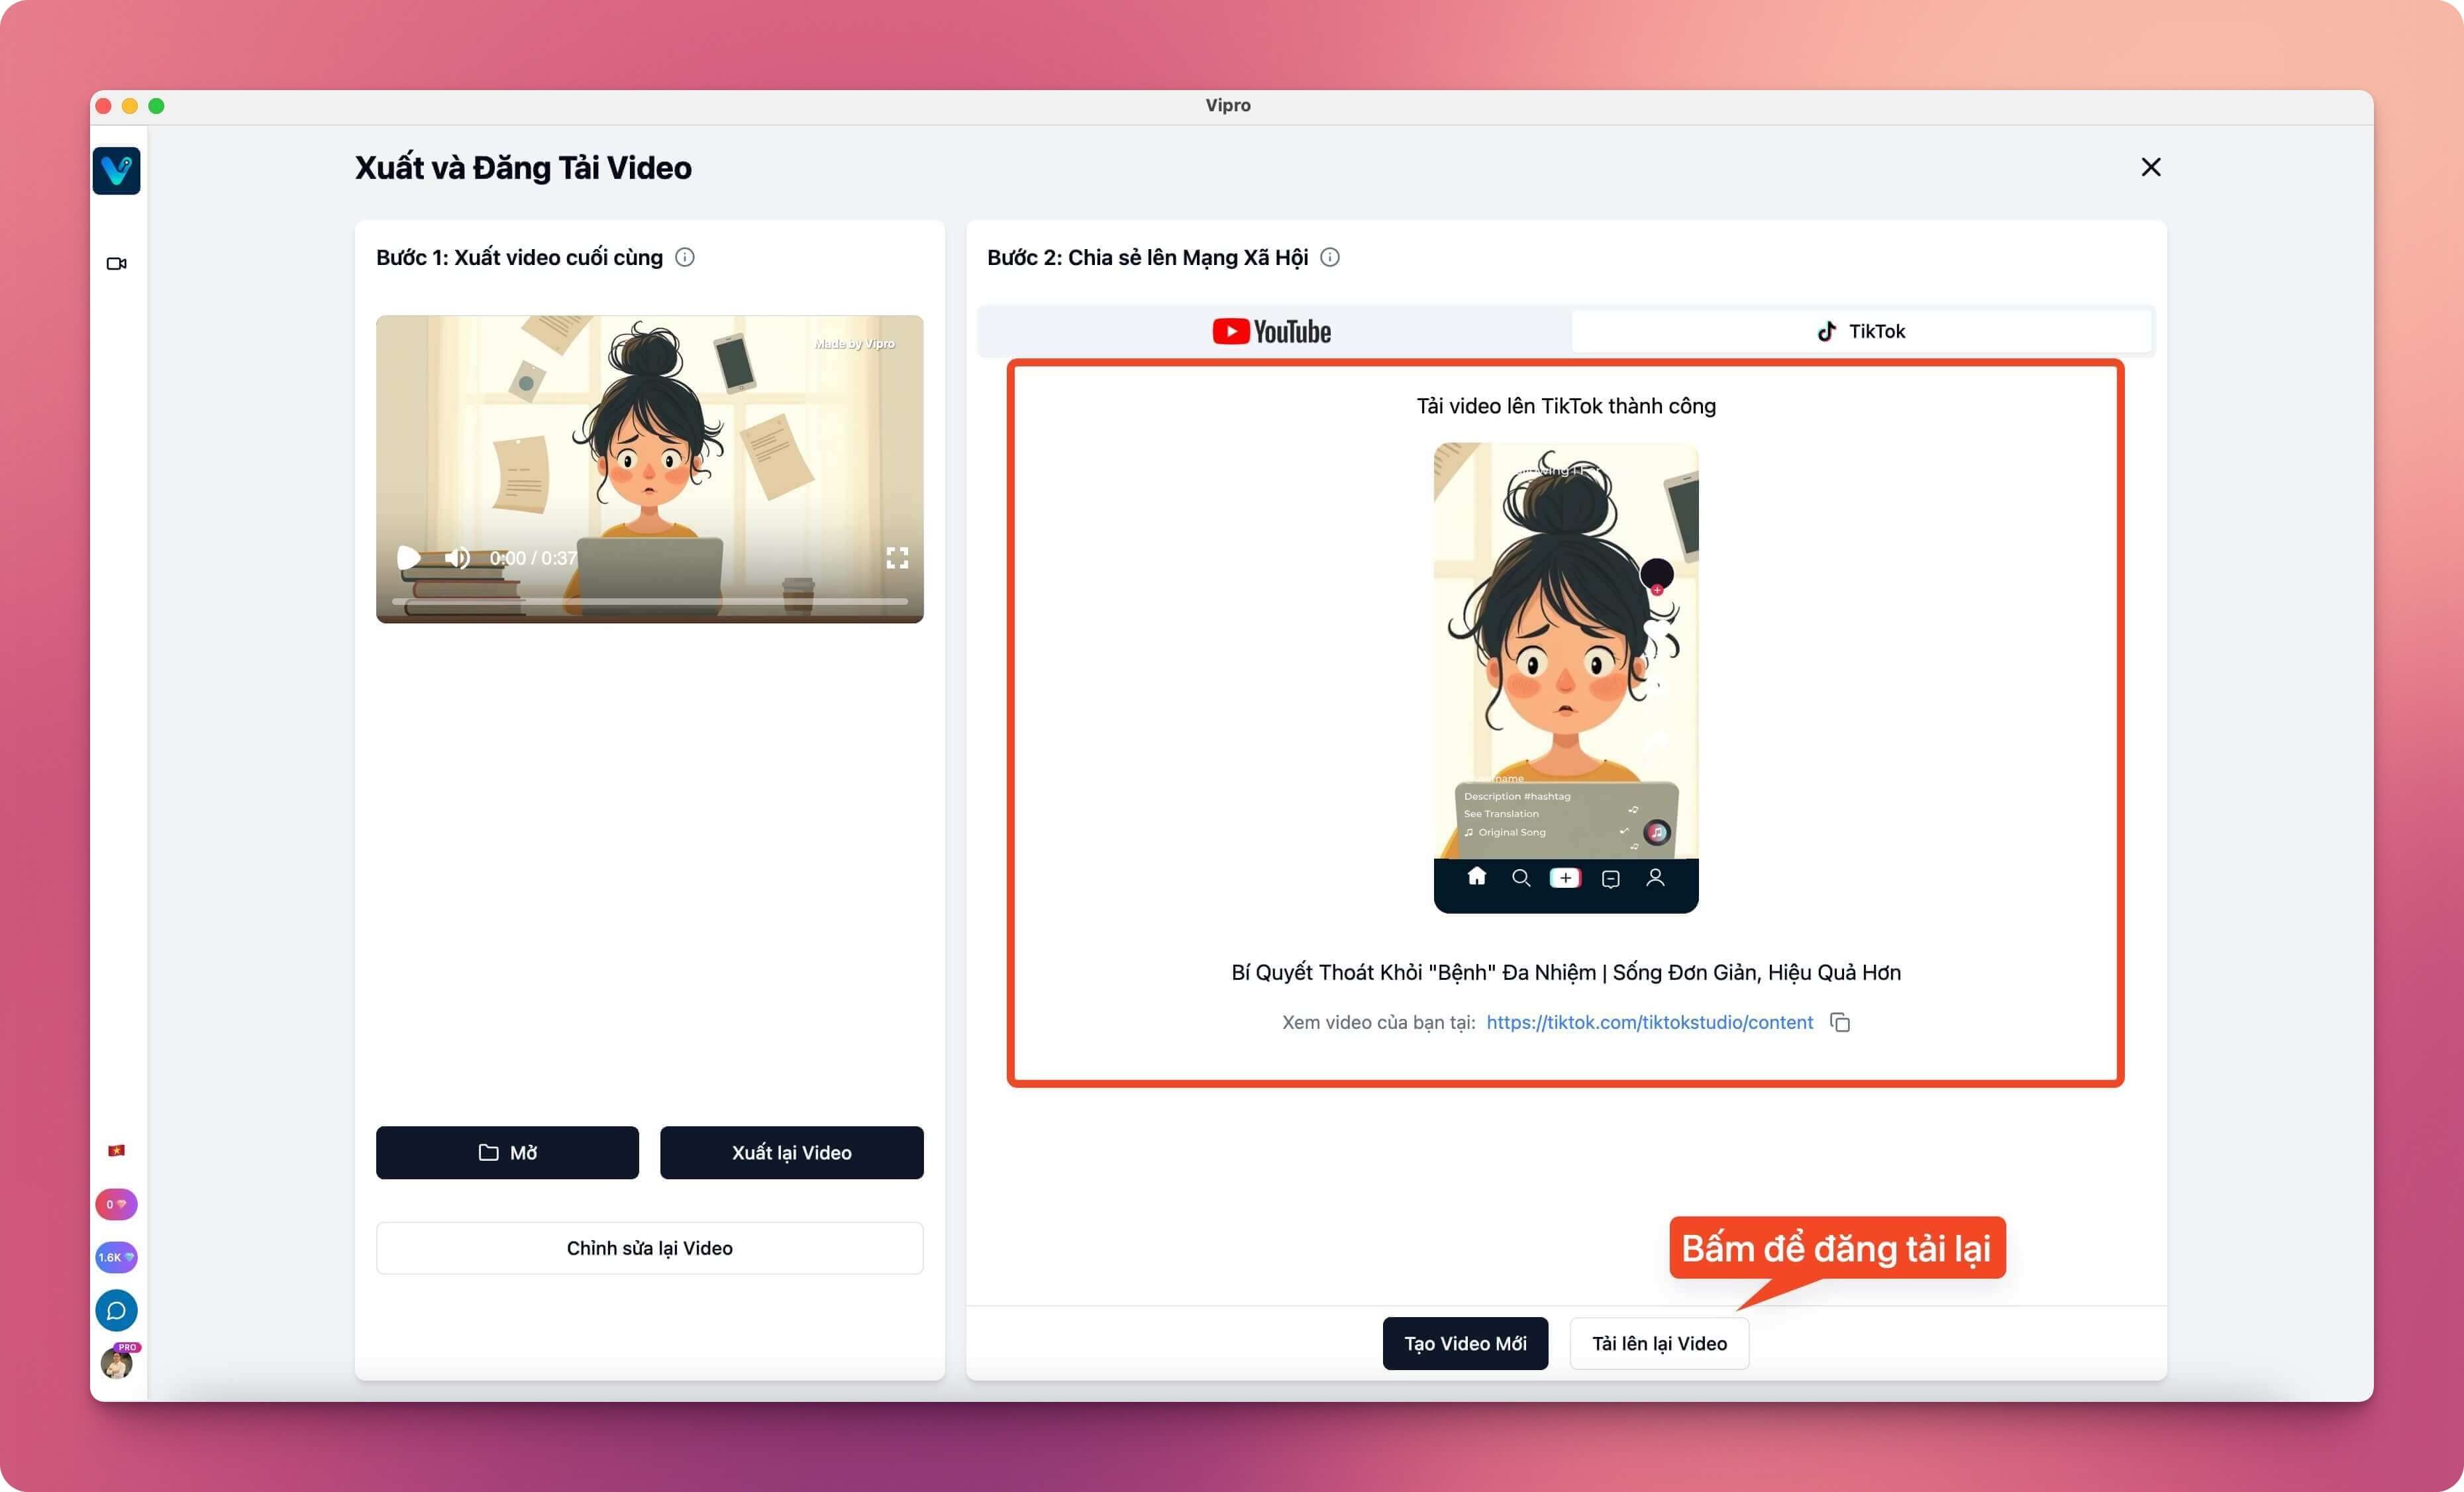 Vipro
Xuất và Đăng Tải Video
Bước 1: Xuất video cuối cùng
Made by Vipro
0:00 / 0:37
Mở
Xuất lại Video
Chỉnh sửa lại Video
Bước 2: Chia sẻ lên Mạng Xã Hội
YouTube
TikTok
Tải video lên TikTok thành công
Description #hashtag
See Translation
Original Song
Bí Quyết Thoát Khỏi "Bệnh" Đa Nhiệm | Sống Đơn Giản, Hiệu Quả Hơn
Xem video của bạn tại: https://tiktok.com/tiktokstudio/content
Bấm để đăng tải lại
Tạo Video Mới
Tải lên lại Video
0
1.6K
PRO